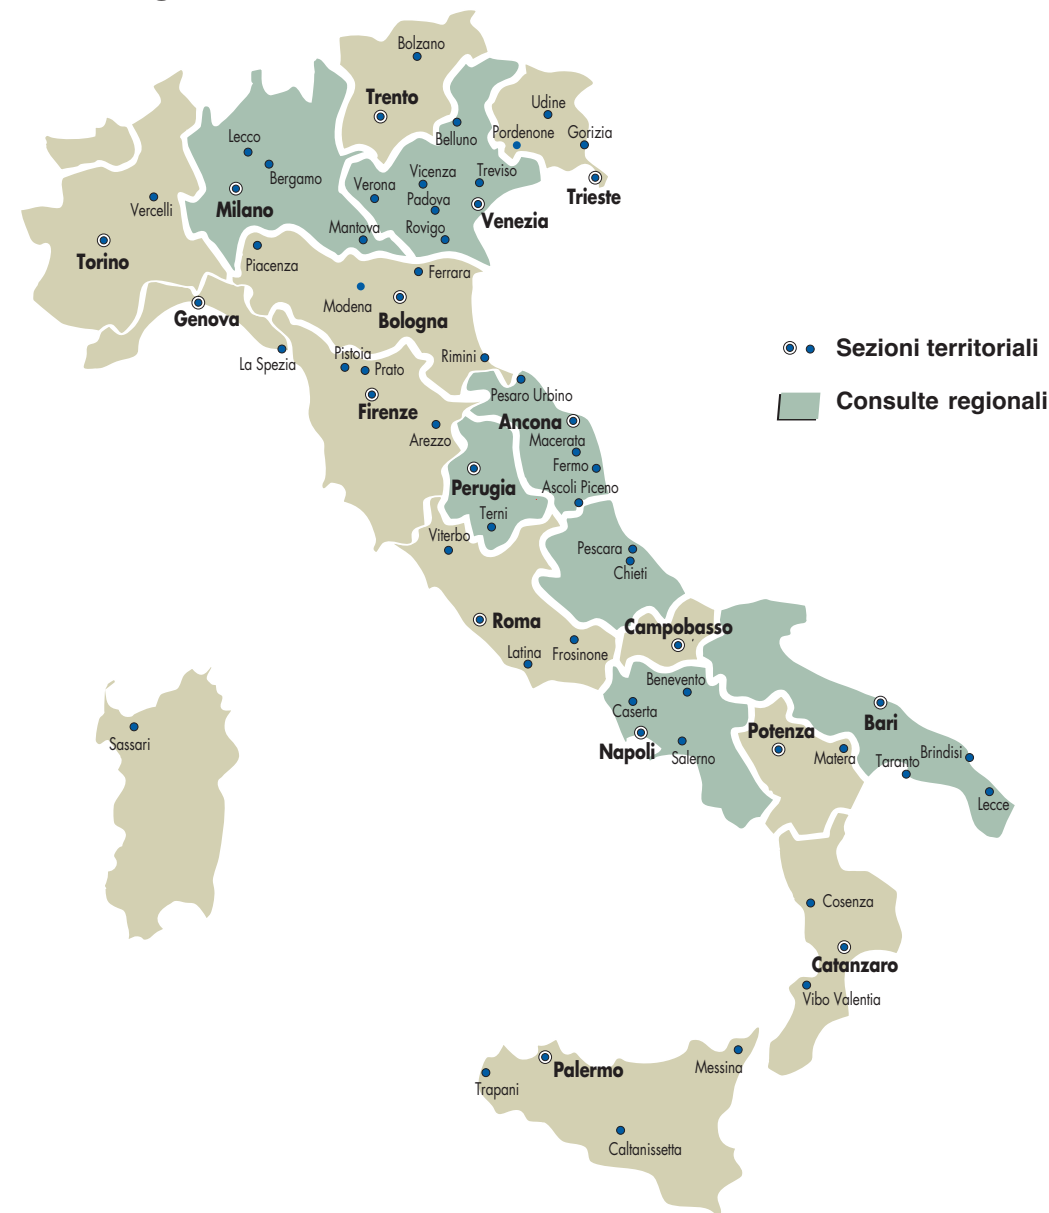 Bolzano
Trento
Udine
Belluno
Pordenone
Gorizia
Lecco
Bergamo
Vicenza
Treviso
Verona
Padova
Trieste
Vercelli
Milano
Venezia
Mantova
Rovigo
Torino
Piacenza
Ferrara
Modena
Genova
Bologna
La Spezia
Pistoia
Prato
Rimini
Sezioni territoriali
Pesaro Urbino
Consulte regionali
Firenze
Ancona
Arezzo
Macerata
Fermo
Perugia
Ascoli Piceno
Terni
Viterbo
Pescara
Chieti
Roma
Campobasso
Latina
Frosinone
Benevento
Caserta
Bari
Potenza
Sassari
Napoli
Salerno
Matera
Taranto
Brindisi
Lecce
Cosenza
Catanzaro
Vibo Valentia
Palermo
Messina
Trapani
Caltanissetta